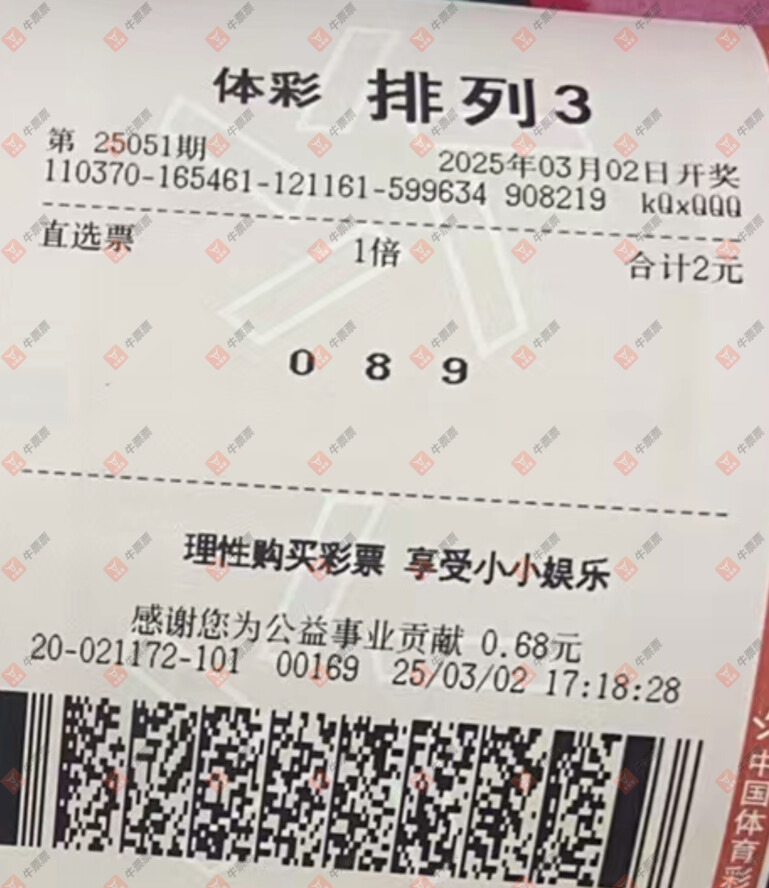 体彩 排列3
第 25051期 2025年03月02日开奖
110370-165461-121161-599634 908219 kQxQQQ
直选票 1倍 合计2元
0 8 9
理性购买彩票 享受小小娱乐
感谢您为公益事业贡献 0.68元
20-021172-101 00169 25/03/02 17:18:28
中国体育彩
牛票票